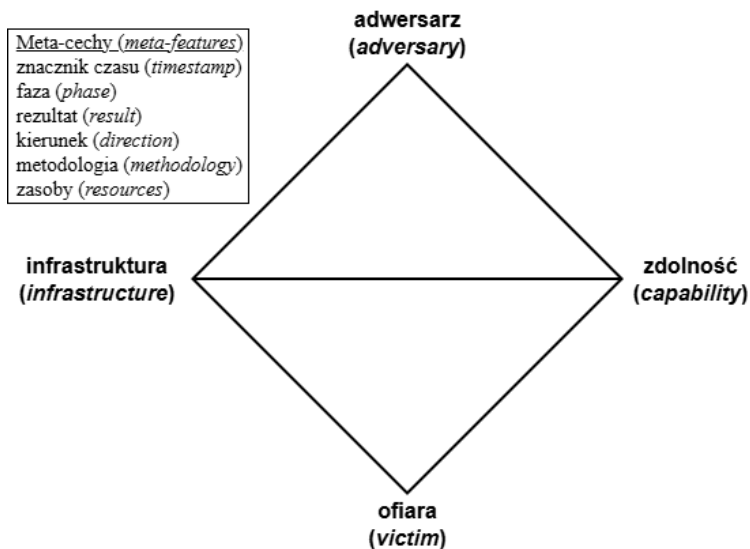 Meta-cechy (meta-features)
znacznik czasu (timestamp)
faza (phase)
rezultat (result)
kierunek (direction)
metodologia (methodology)
zasoby (resources)
adwersarz
(adversary)
infrastruktura
(infrastructure)
zdolność
(capability)
ofiara
(victim)